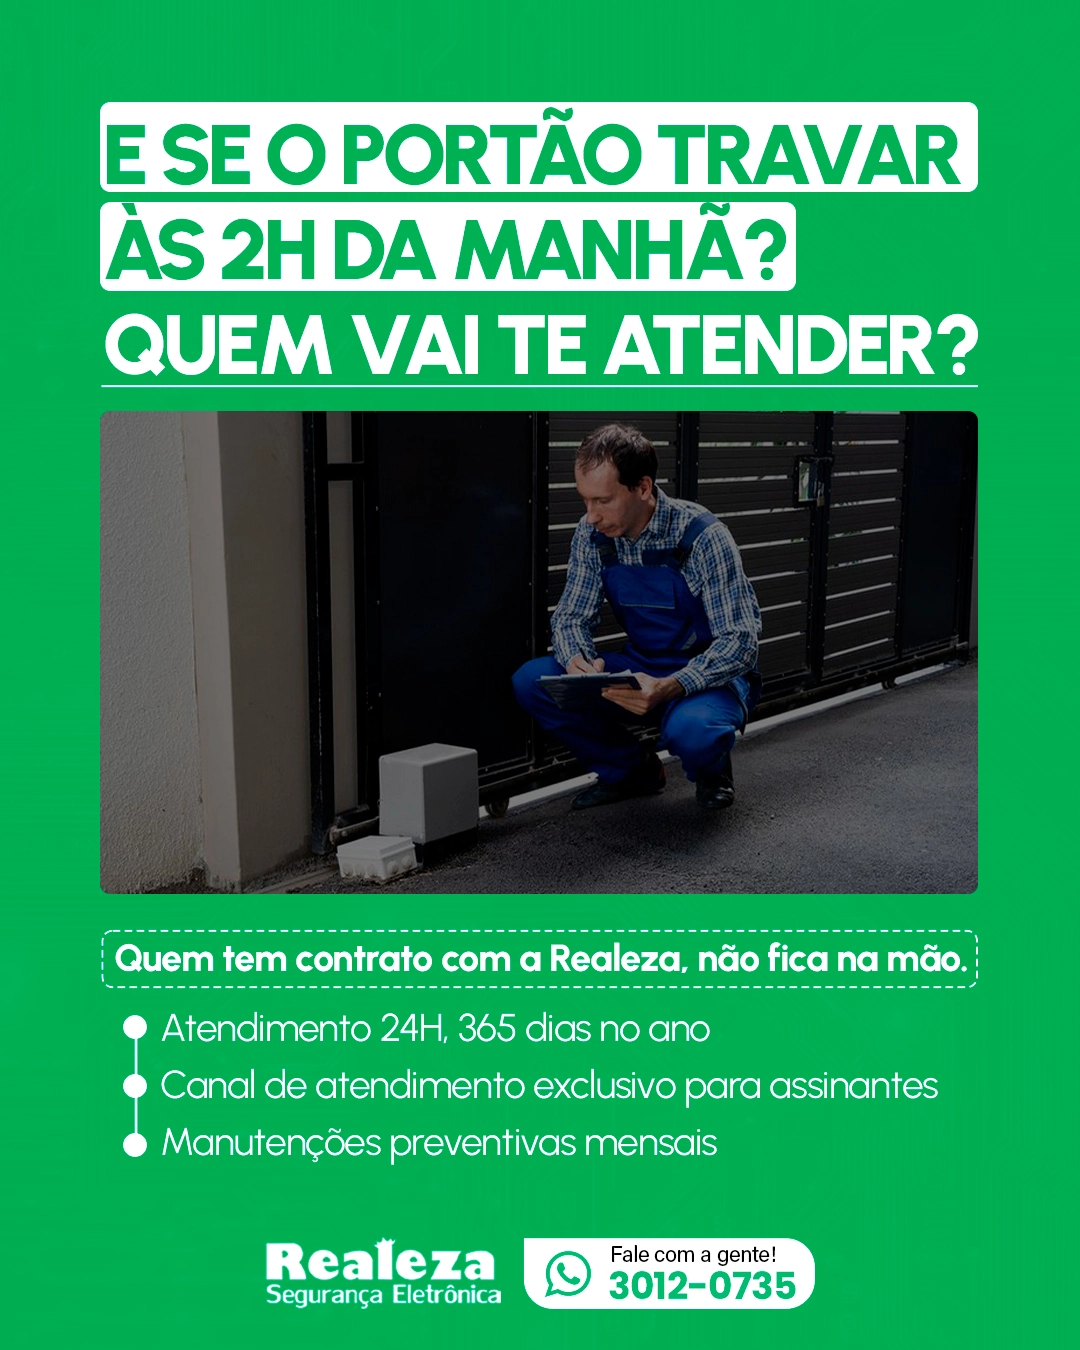 E SE O PORTÃO TRAVAR
ÀS 2H DA MANHÃ?
QUEM VAI TE ATENDER?
Quem tem contrato com a Realeza, não fica na mão.
Atendimento 24H, 365 dias no ano
Canal de atendimento exclusivo para assinantes
Manutenções preventivas mensais
Realeza
Segurança Eletrônica
Fale com a gente!
3012-0735